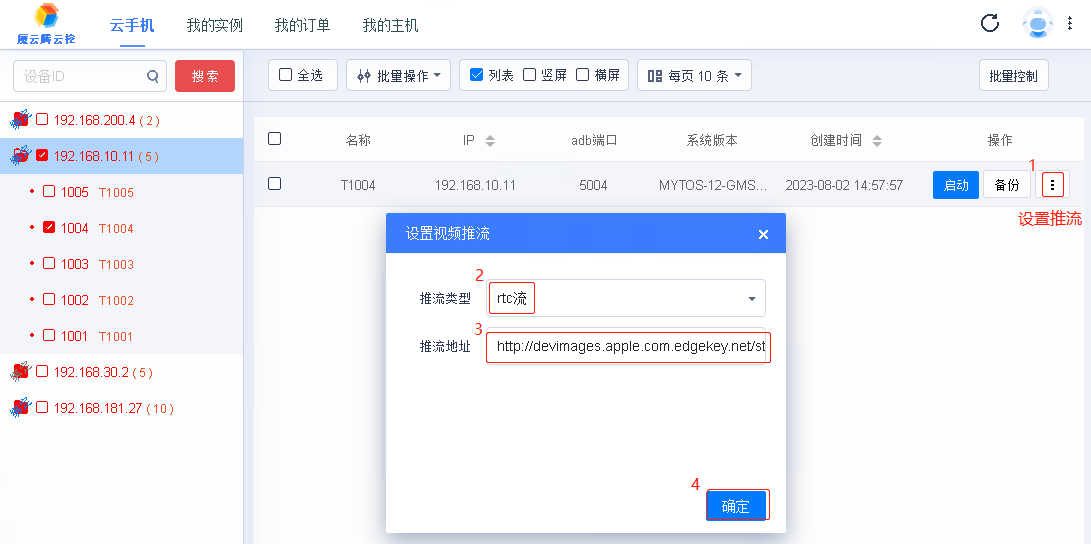 厦云腾云控
云手机 我的实例 我的订单 我的主机
设备ID 搜索
全选 批量操作 列表 竖屏 横屏 每页 10 条 批量控制
192.168.200.4 ( 2 )
192.168.10.11 ( 5 )
1005 T1005
1004 T1004
1003 T1003
1002 T1002
1001 T1001
192.168.30.2 ( 5 )
192.168.181.27 ( 10 )
名称 IP adb端口 系统版本 创建时间 操作
T1004 192.168.10.11 5004 MYTOS-12-GMS... 2023-08-02 14:57:57 启动 备份
1
设置推流
设置视频推流 ×
2
推流类型 rtc流
3
推流地址 http://devimages.apple.com.edgekey.net/st
4
确定